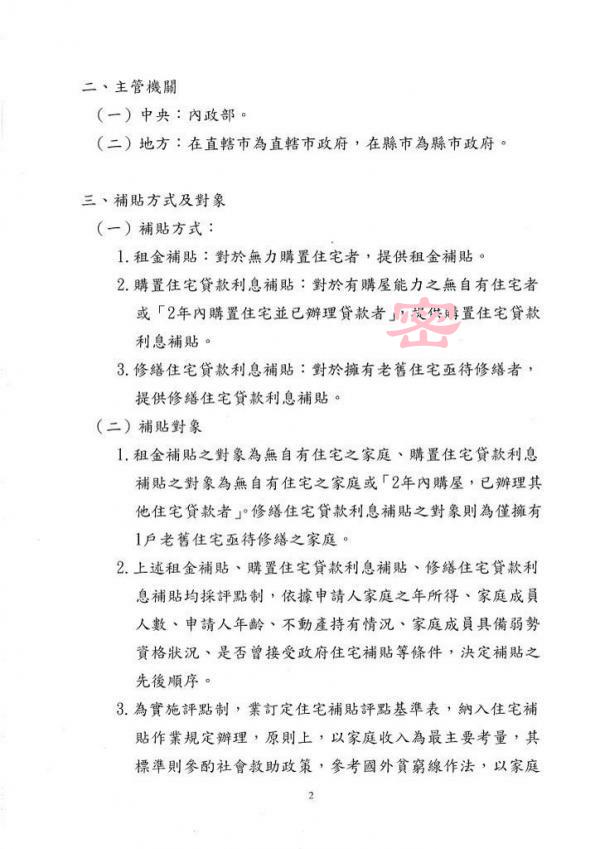 二、主管機關
（一）中央：內政部。
（二）地方：在直轄市為直轄市政府，在縣市為縣市政府。
三、補貼方式及對象
（一）補貼方式：
1.租金補貼：對於無力購置住宅者，提供租金補貼。
2.購置住宅貸款利息補貼：對於有購屋能力之無自有住宅者
或「2年內購置住宅並已辦理貸款者」，提供購置住宅貸款
利息補貼。
密
3.修繕住宅貸款利息補貼：對於擁有老舊住宅亟待修繕者，
提供修繕住宅貸款利息補貼。
（二）補貼對象
1.租金補貼之對象為無自有住宅之家庭、購置住宅貸款利息
補貼之對象為無自有住宅之家庭或「2年內購屋，已辦理其
他住宅貸款者」。修繕住宅貸款利息補貼之對象則為僅擁有
1戶老舊住宅亟待修繕之家庭。
2.上述租金補貼、購置住宅貸款利息補貼、修繕住宅貸款利
息補貼均採評點制，依據申請人家庭之年所得、家庭成員
人數、申請人年齡、不動產持有情況、家庭成員具備弱勢
資格狀況、是否曾接受政府住宅補貼等條件，決定補貼之
先後順序。
3.為實施評點制，業訂定住宅補貼評點基準表，納入住宅補
貼作業規定辦理，原則上，以家庭收入為最主要考量，其
標準則參酌社會救助政策，參考國外貧窮線作法，以家庭
2